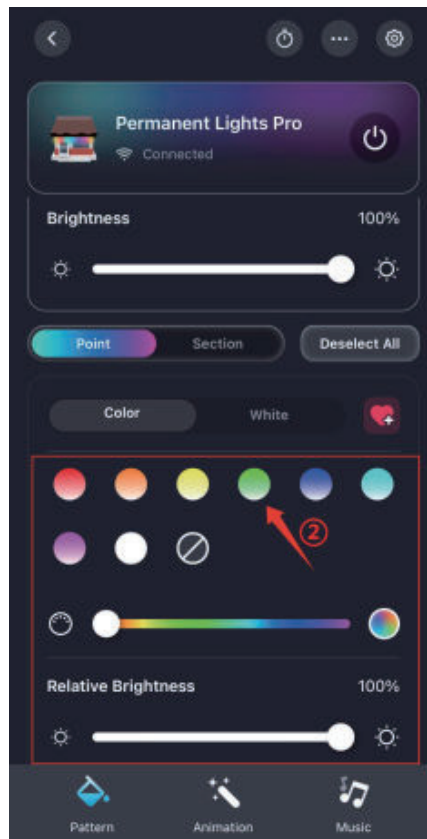 Permanent Lights Pro
Connected
Brightness 100%
Point Section Deselect All
Color White
②
Relative Brightness 100%
Pattern Animation Music